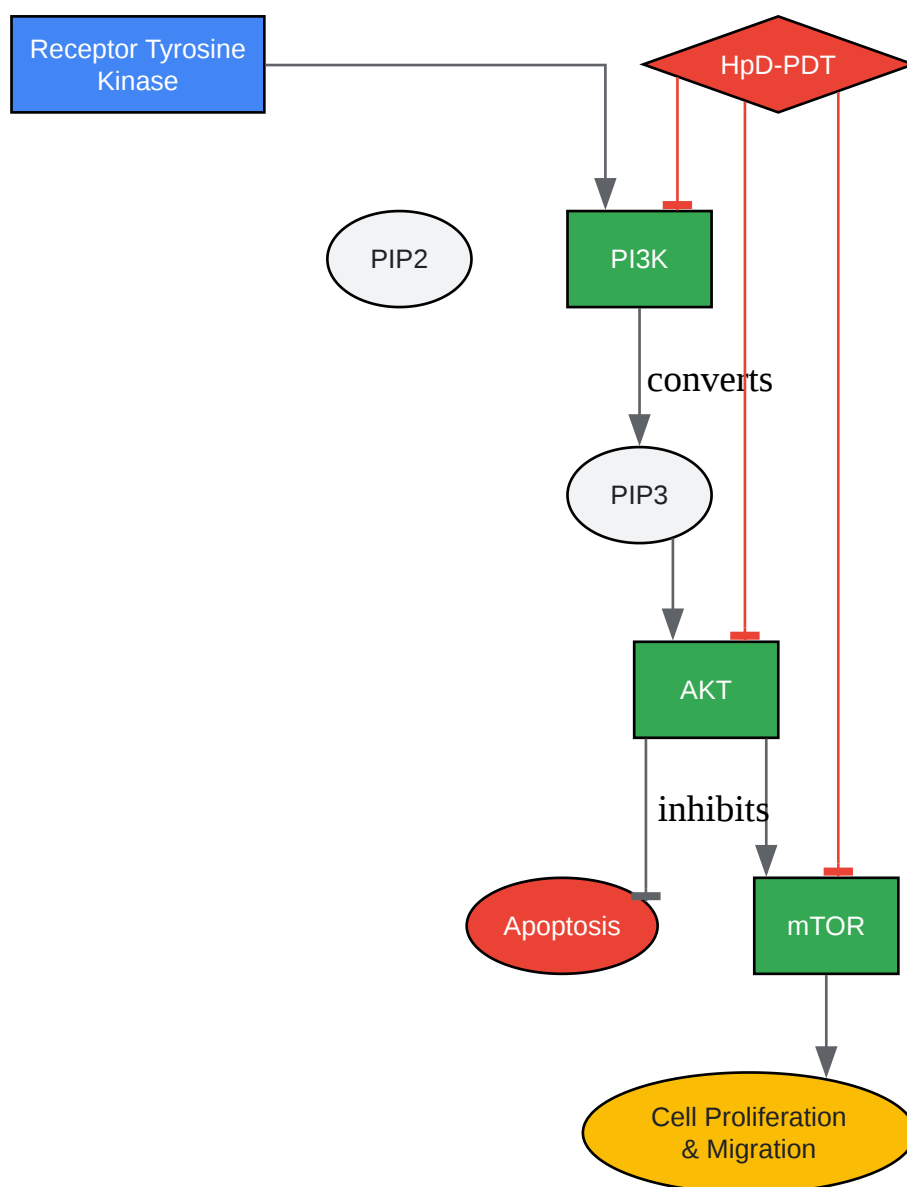 Receptor Tyrosine
Kinase
HpD-PDT
PIP2
PI3K
converts
PIP3
AKT
inhibits
Apoptosis
mTOR
Cell Proliferation
& Migration